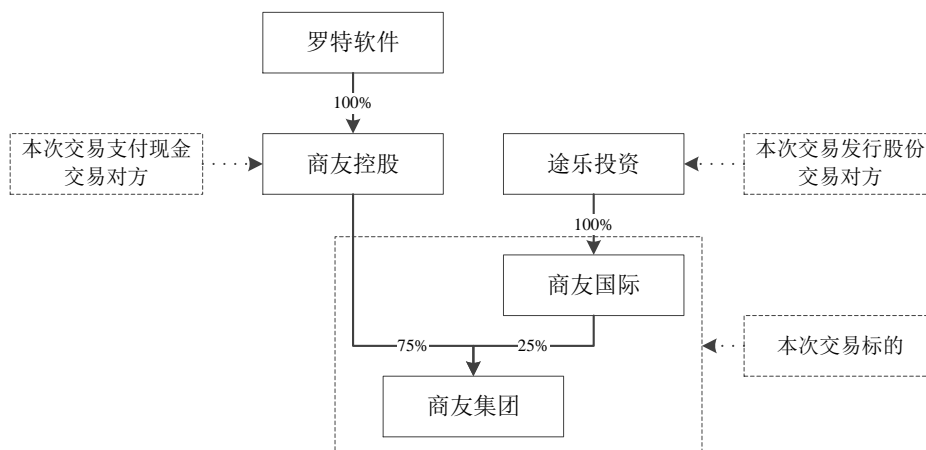 罗特软件
100%
本次交易支付现金
交易对方
商友控股
途乐投资
本次交易发行股份
交易对方
100%
商友国际
75%
25%
本次交易标的
商友集团